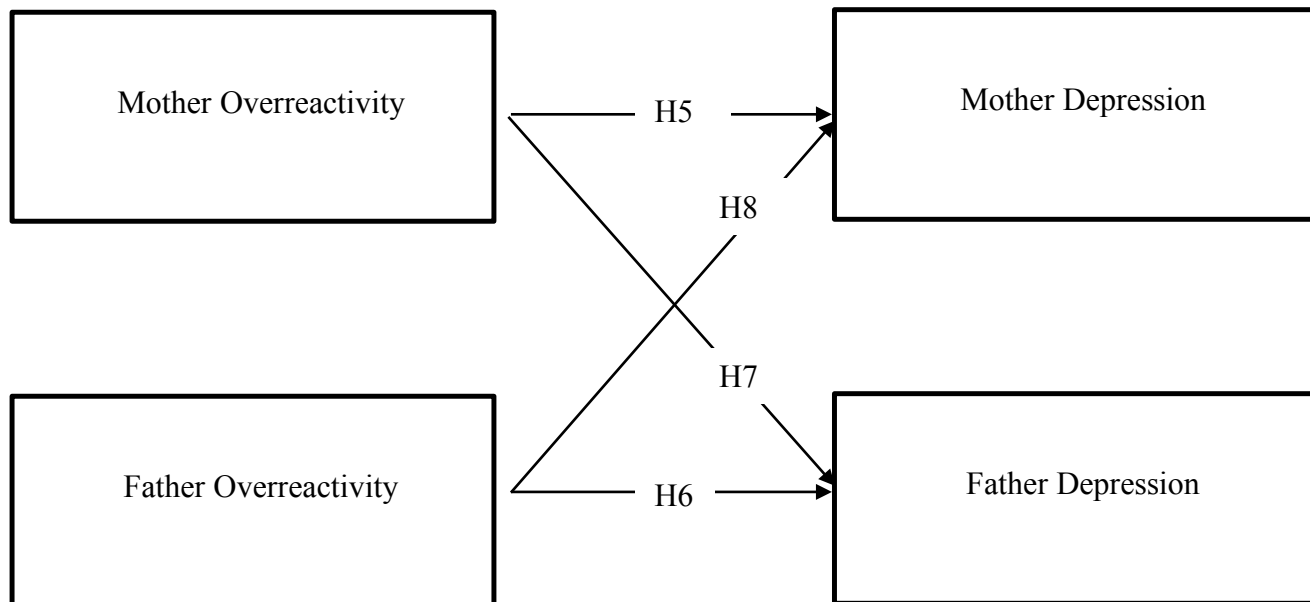 Mother Overreactivity
H5
Mother Depression
H8
H7
Father Overreactivity
H6
Father Depression